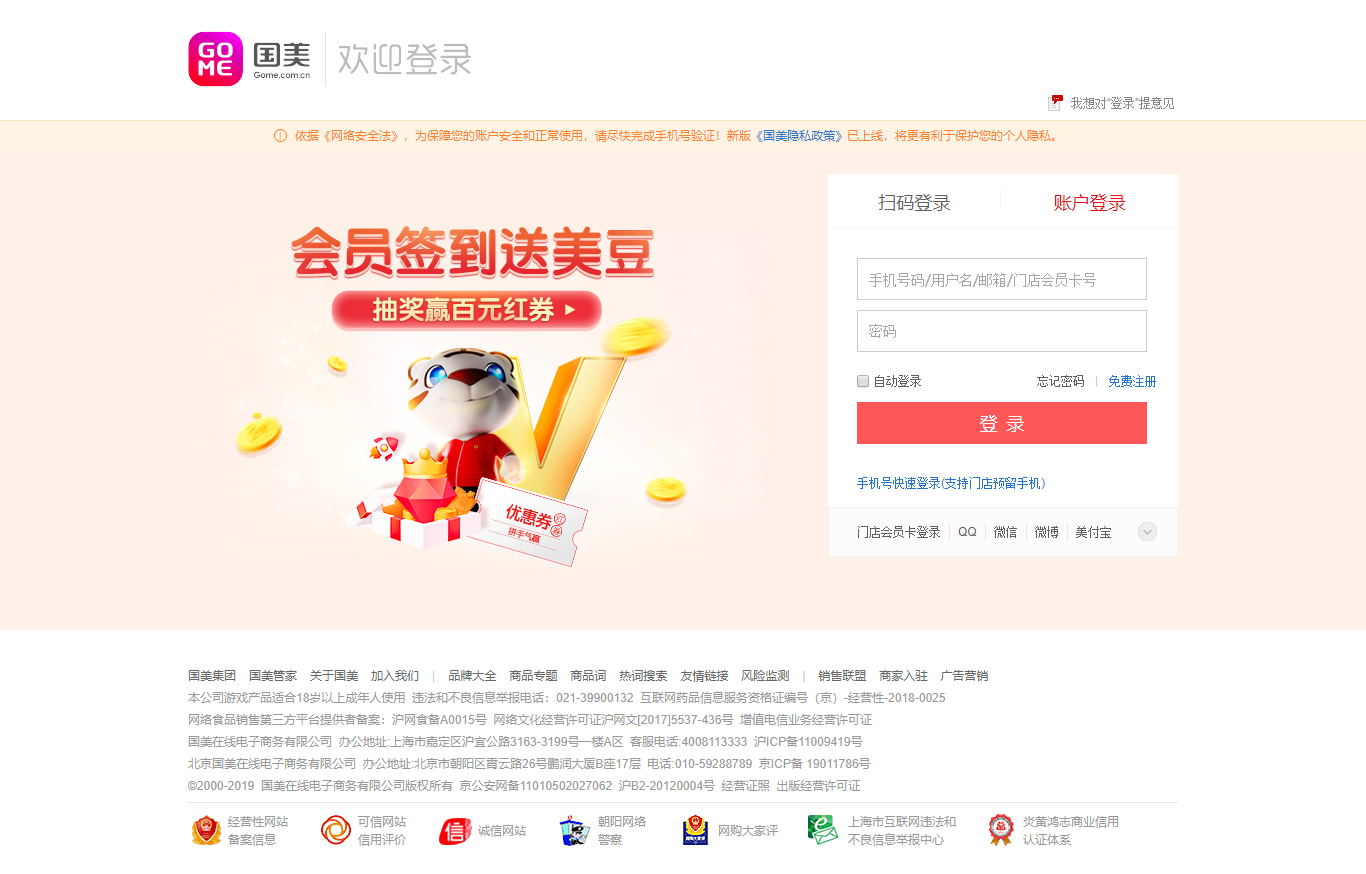 GO
ME
国美
Gome.com.cn
欢迎登录
我想对“登录”提意见
依据《网络安全法》，为保障您的账户安全和正常使用，请尽快完成手机号验证！新版《国美隐私政策》已上线，将更有利于保护您的个人隐私。
扫码登录
账户登录
会员签到送美豆
抽奖赢百元红券
优惠券
红券
拼手气赢
手机号码/用户名/邮箱/门店会员卡号
密码
自动登录
忘记密码 | 免费注册
登 录
手机号快速登录(支持门店预留手机)
门店会员卡登录 QQ 微信 微博 美付宝
国美集团 国美管家 关于国美 加入我们 | 品牌大全 商品专题 商品词 热词搜索 友情链接 风险监测 | 销售联盟 商家入驻 广告营销
本公司游戏产品适合18岁以上成年人使用 违法和不良信息举报电话：021-39900132 互联网药品信息服务资格证编号（京）-经营性-2018-0025
网络食品销售第三方平台提供者备案：沪网食备A0015号 网络文化经营许可证沪网文[2017]5537-436号 增值电信业务经营许可证
国美在线电子商务有限公司 办公地址:上海市嘉定区沪宜公路3163-3199号一楼A区 客服电话:4008113333 沪ICP备11009419号
北京国美在线电子商务有限公司 办公地址:北京市朝阳区霄云路26号鹏润大厦B座17层 电话:010-59288789 京ICP备 19011786号
©2000-2019 国美在线电子商务有限公司版权所有 京公安网备11010502027062 沪B2-20120004号 经营证照 出版经营许可证
经营性网站
备案信息
可信网站
信用评价
信
诚信网站
朝阳网络
警察
网购大家评
上海市互联网违法和
不良信息举报中心
炎黄鸿志商业信用
认证体系